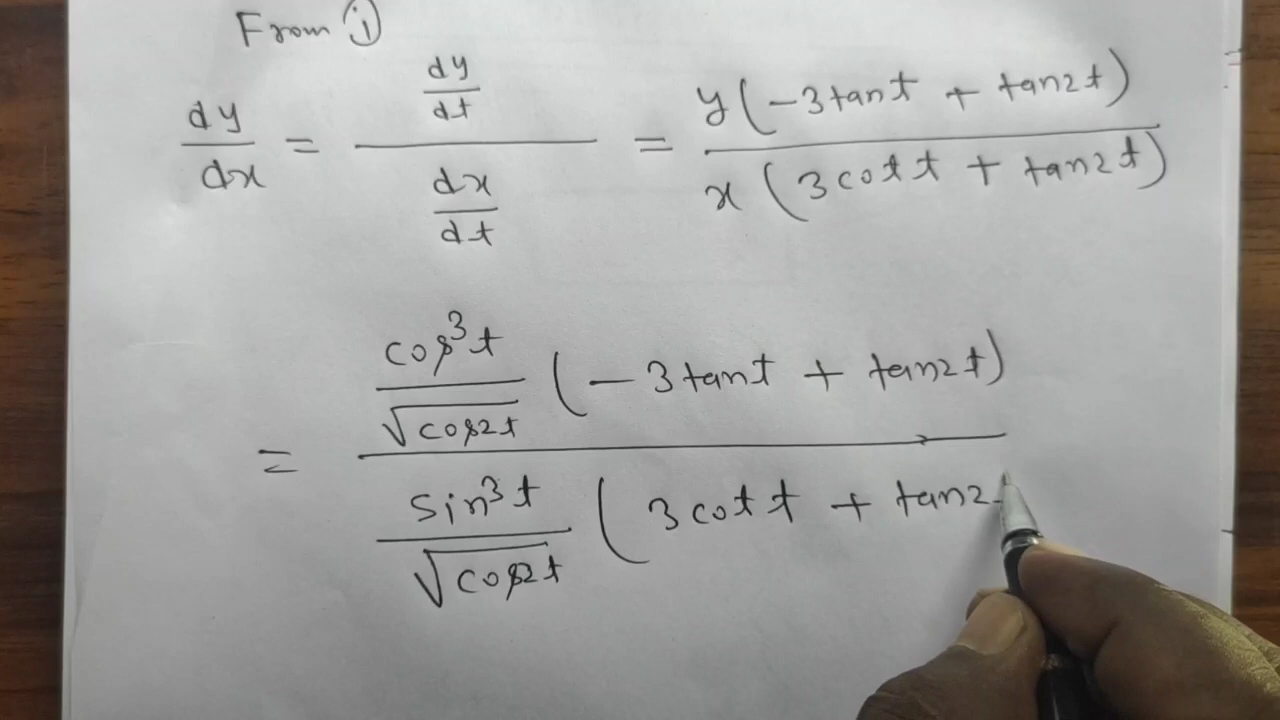 From ①
dy/dx = (dy/dt)/(dx/dt) = y(-3tant + tan2t)/x(3cott + tan2t)
= (cos³t/√cos2t (-3tant + tan2t))/(sin³t/√cos2t (3cott + tan2